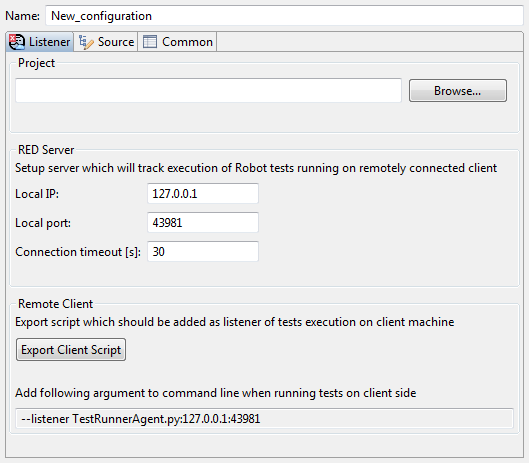 Name: New_configuration
Listener Source Common
Project
Browse...
RED Server
Setup server which will track execution of Robot tests running on remotely connected client
Local IP: 127.0.0.1
Local port: 43981
Connection timeout [s]: 30
Remote Client
Export script which should be added as listener of tests execution on client machine
Export Client Script
Add following argument to command line when running tests on client side
--listener TestRunnerAgent.py:127.0.0.1:43981